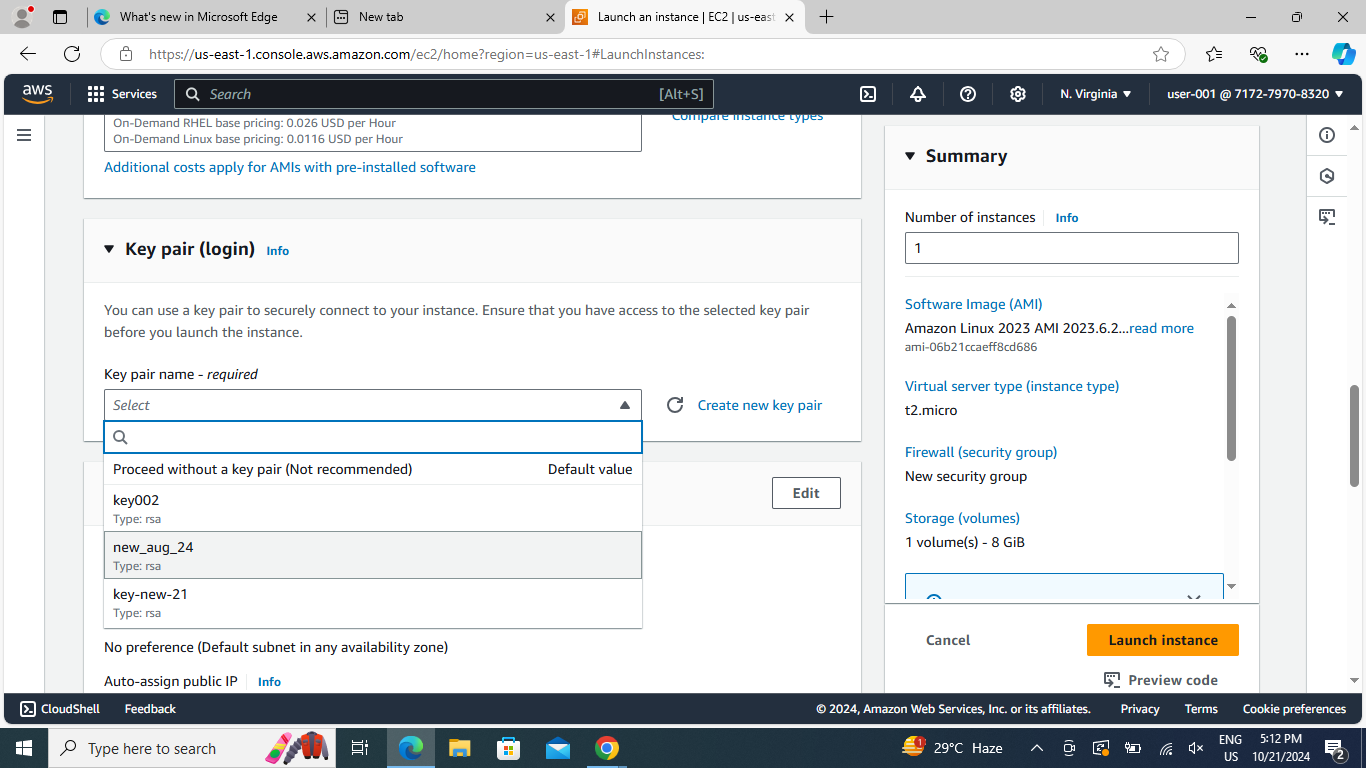 What's new in Microsoft Edge
New tab
Launch an instance | EC2 | us-east
https://us-east-1.console.aws.amazon.com/ec2/home?region=us-east-1#LaunchInstances:
aws
Services
Search
[Alt+S]
N. Virginia
user-001 @ 7172-7970-8320
On-Demand RHEL base pricing: 0.026 USD per Hour
On-Demand Linux base pricing: 0.0116 USD per Hour
Compare instance types
Additional costs apply for AMIs with pre-installed software
Key pair (login)
Info
You can use a key pair to securely connect to your instance. Ensure that you have access to the selected key pair
before you launch the instance.
Key pair name - required
Select
Create new key pair
Proceed without a key pair (Not recommended)
Default value
key002
Type: rsa
new_aug_24
Type: rsa
key-new-21
Type: rsa
Edit
No preference (Default subnet in any availability zone)
Auto-assign public IP
Info
Summary
Number of instances
Info
1
Software Image (AMI)
Amazon Linux 2023 AMI 2023.6.2...read more
ami-06b21ccaeff8cd686
Virtual server type (instance type)
t2.micro
Firewall (security group)
New security group
Storage (volumes)
1 volume(s) - 8 GiB
Cancel
Launch instance
Preview code
CloudShell
Feedback
© 2024, Amazon Web Services, Inc. or its affiliates.
Privacy
Terms
Cookie preferences
Type here to search
1
29°C Haze
ENG
US
5:12 PM
10/21/2024
2